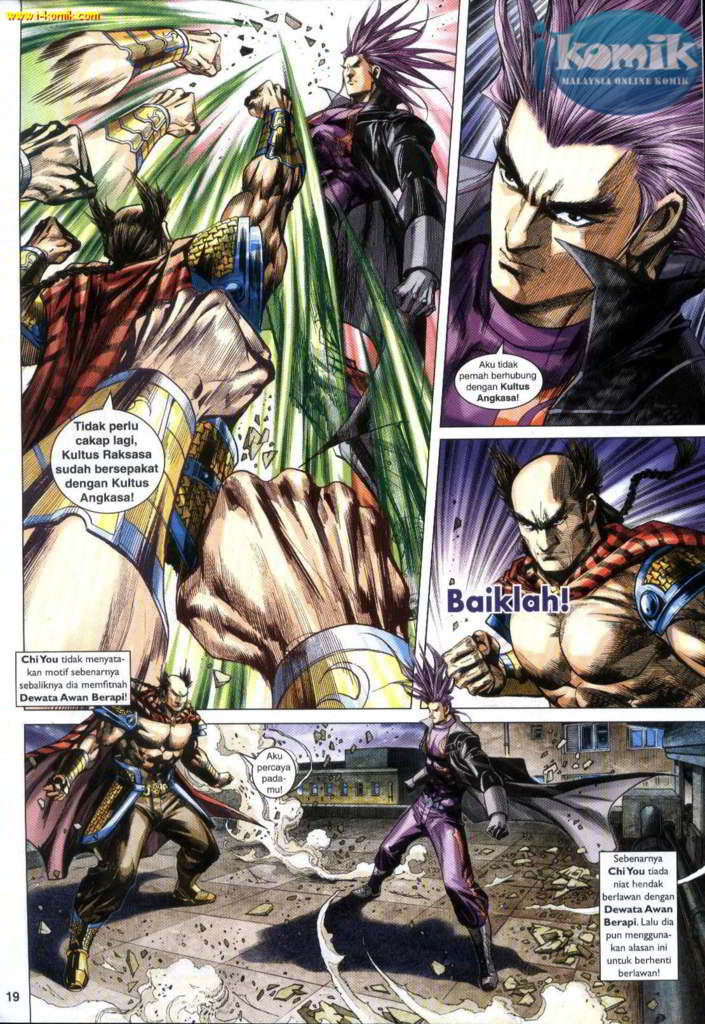 www.i-komik.com
i komik
MALAYSIA ONLINE KOMIK
Tidak perlu
cakap lagi,
Kultus Raksasa
sudah bersepakat
dengan Kultus
Angkasa!
Aku tidak
pernah berhubung
dengan Kultus
Angkasa!
Baiklah!
Chi You tidak menyata-
kan motif sebenarnya
sebaliknya dia memfitnah
Dewata Awan Berapi!
Aku
percaya
pada-
mu!
Sebenarnya
Chi You tiada
niat hendak
berlawan dengan
Dewata Awan
Berapi. Lalu dia
pun mengguna-
kan alasan ini
untuk berhenti
berlawan!
19